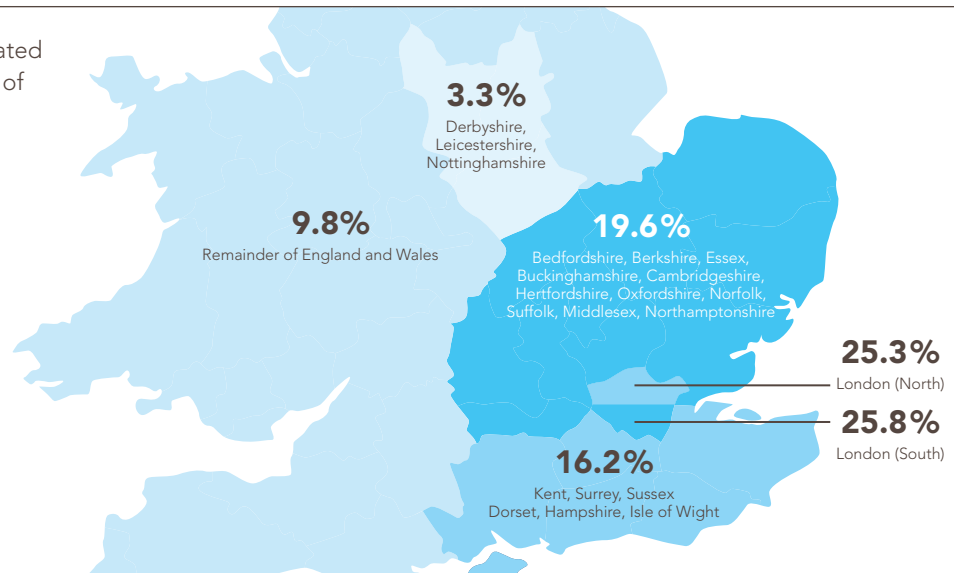 ated
of
3.3%
Derbyshire,
Leicestershire,
Nottinghamshire
9.8%
Remainder of England and Wales
19.6%
Bedfordshire, Berkshire, Essex,
Buckinghamshire, Cambridgeshire,
Hertfordshire, Oxfordshire, Norfolk,
Suffolk, Middlesex, Northamptonshire
25.3%
London (North)
25.8%
London (South)
16.2%
Kent, Surrey, Sussex
Dorset, Hampshire, Isle of Wight